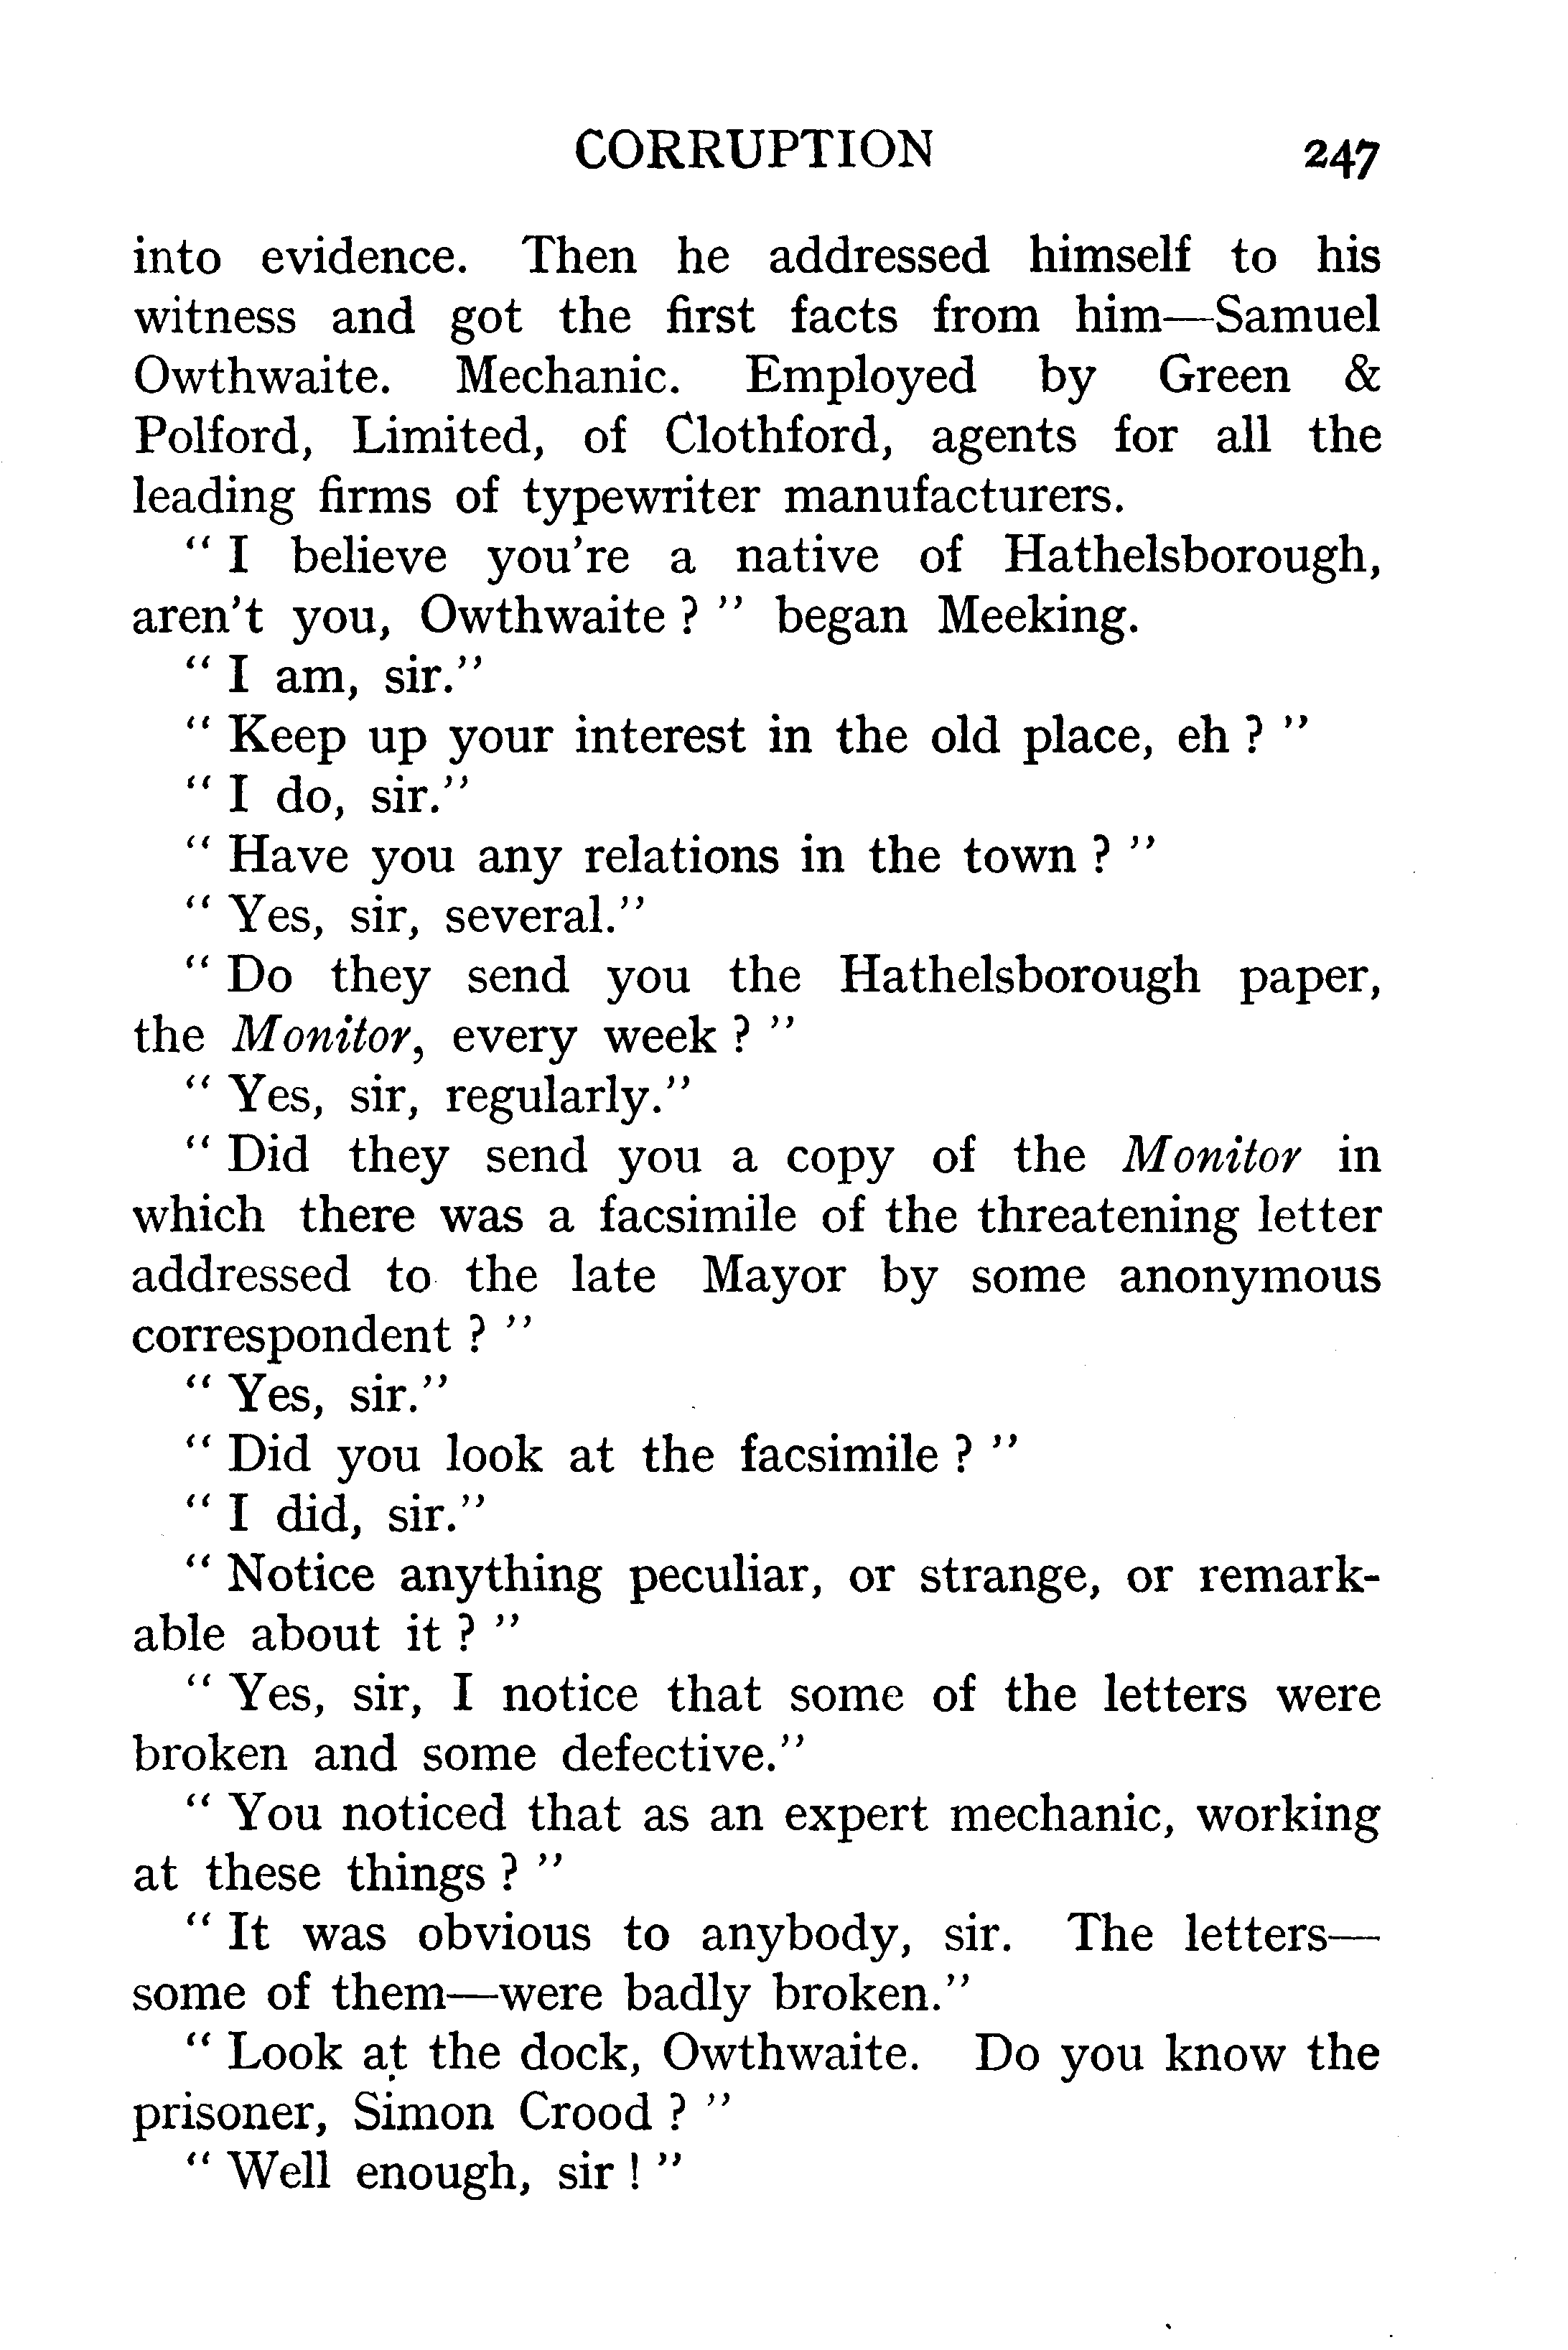 CORRUPTION 247
into evidence. Then he addressed himself to his
witness and got the first facts from him—Samuel
Owthwaite. Mechanic. Employed by Green &
Polford, Limited, of Clothford, agents for all the
leading firms of typewriter manufacturers.
“ I believe you’re a native of Hathelsborough,
aren’t you, Owthwaite ? ” began Meeking.
“ I am, sir.”
“ Keep up your interest in the old place, eh ? ”
“ I do, sir.”
“ Have you any relations in the town ? ”
“ Yes, sir, several.”
“ Do they send you the Hathelsborough paper,
the Monitor, every week ? ”
“ Yes, sir, regularly.”
“ Did they send you a copy of the Monitor in
which there was a facsimile of the threatening letter
addressed to the late Mayor by some anonymous
correspondent ? ”
“ Yes, sir.”
“ Did you look at the facsimile ? ”
“ I did, sir.”
“ Notice anything peculiar, or strange, or remark-
able about it ? ”
“ Yes, sir, I notice that some of the letters were
broken and some defective.”
“ You noticed that as an expert mechanic, working
at these things ? ”
“ It was obvious to anybody, sir. The letters—
some of them—were badly broken.”
“ Look at the dock, Owthwaite. Do you know the
prisoner, Simon Crood ? ”
“ Well enough, sir ! ”